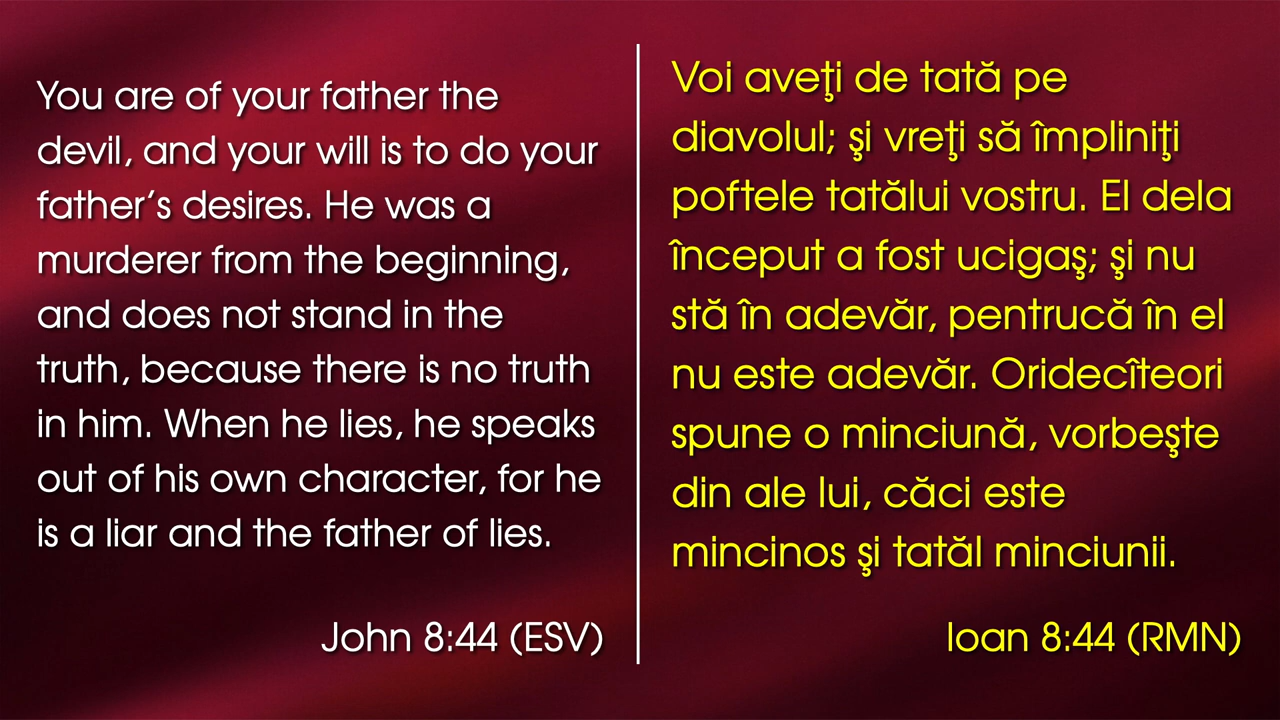 You are of your father the
devil, and your will is to do your
father’s desires. He was a
murderer from the beginning,
and does not stand in the
truth, because there is no truth
in him. When he lies, he speaks
out of his own character, for he
is a liar and the father of lies.
John 8:44 (ESV)
Voi aveţi de tată pe
diavolul; şi vreţi să împliniţi
poftele tatălui vostru. El dela
început a fost ucigaş; şi nu
stă în adevăr, pentrucă în el
nu este adevăr. Oridecîteori
spune o minciună, vorbeşte
din ale lui, căci este
mincinos şi tatăl minciunii.
Ioan 8:44 (RMN)